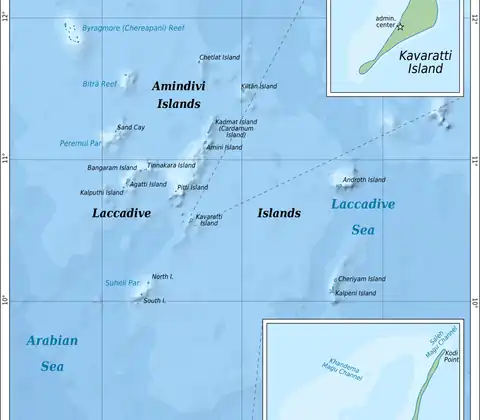 12°
12°
Byragmore (Chereapani) Reef
admin.
center
Kavaratti
Island
Chetlat Island
Bitrā Reef
Amindivi
Islands
Kiltān Island
Sand Cay
Kadmat Island
(Cardamum
Island)
Peremul Par
Amini Island
11°
11°
Bangaram Island
Tinnakara Island
Agatti Island
Androth Island
Kalputhi Island
Pitti Island
Laccadive
Islands
Kavaratti
Island
Laccadive
Sea
Suheli Par
North I.
Cheriyam Island
South I.
Kalpeni Island
10°
10°
Arabian
Sea
Saleh
Magu Channel
Kodi
Point
Khandema
Magu Channel